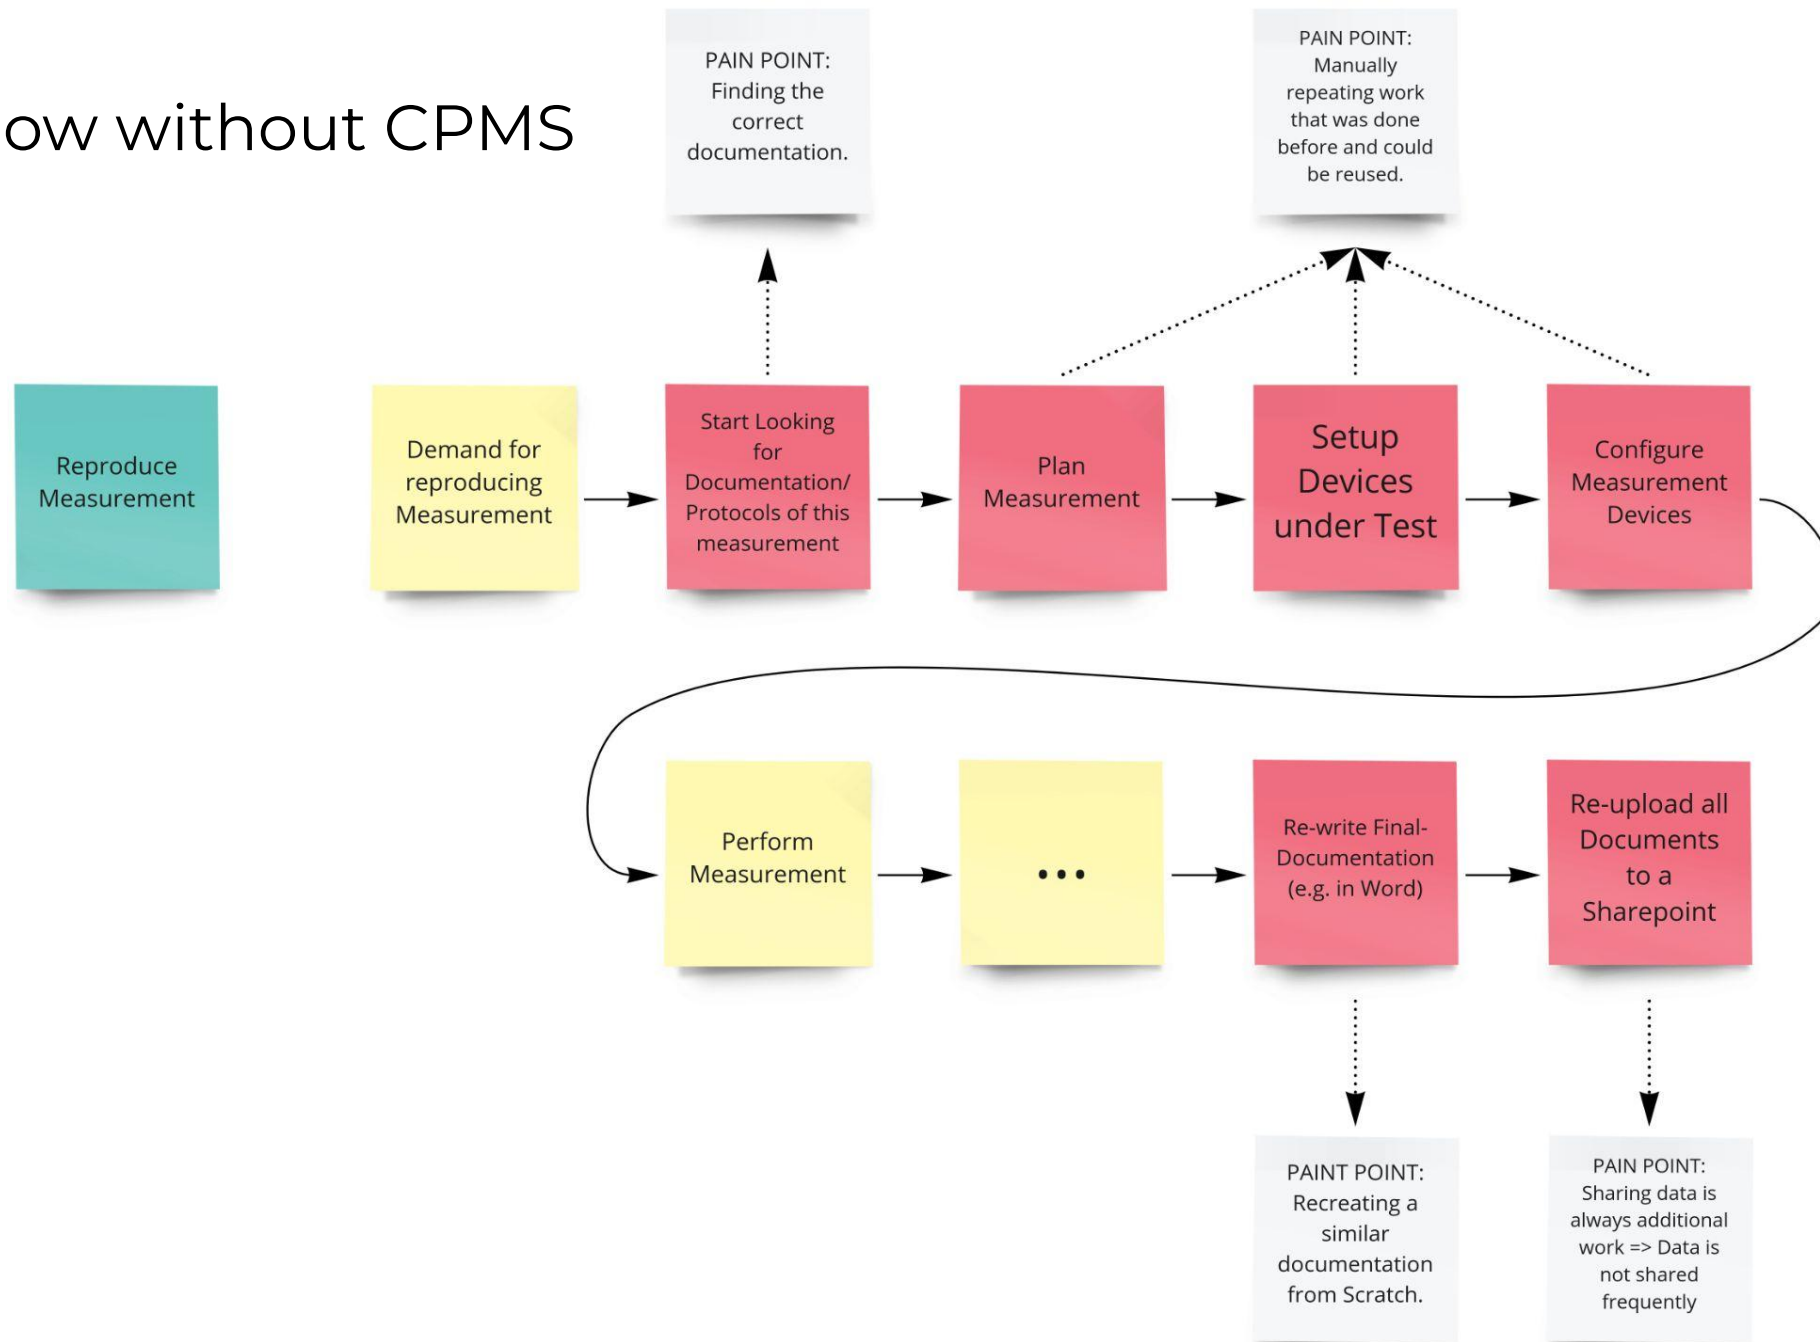 ow without CPMS
PAIN POINT:
Finding the
correct
documentation.
PAIN POINT:
Manually
repeating work
that was done
before and could
be reused.
Reproduce
Measurement
Demand for
reproducing
Measurement
Start Looking
for
Documentation/
Protocols of this
measurement
Plan
Measurement
Setup
Devices
under Test
Configure
Measurement
Devices
Perform
Measurement
...
Re-write Final-
Documentation
(e.g. in Word)
Re-upload all
Documents
to a
Sharepoint
PAINT POINT:
Recreating a
similar
documentation
from Scratch.
PAIN POINT:
Sharing data is
always additional
work => Data is
not shared
frequently